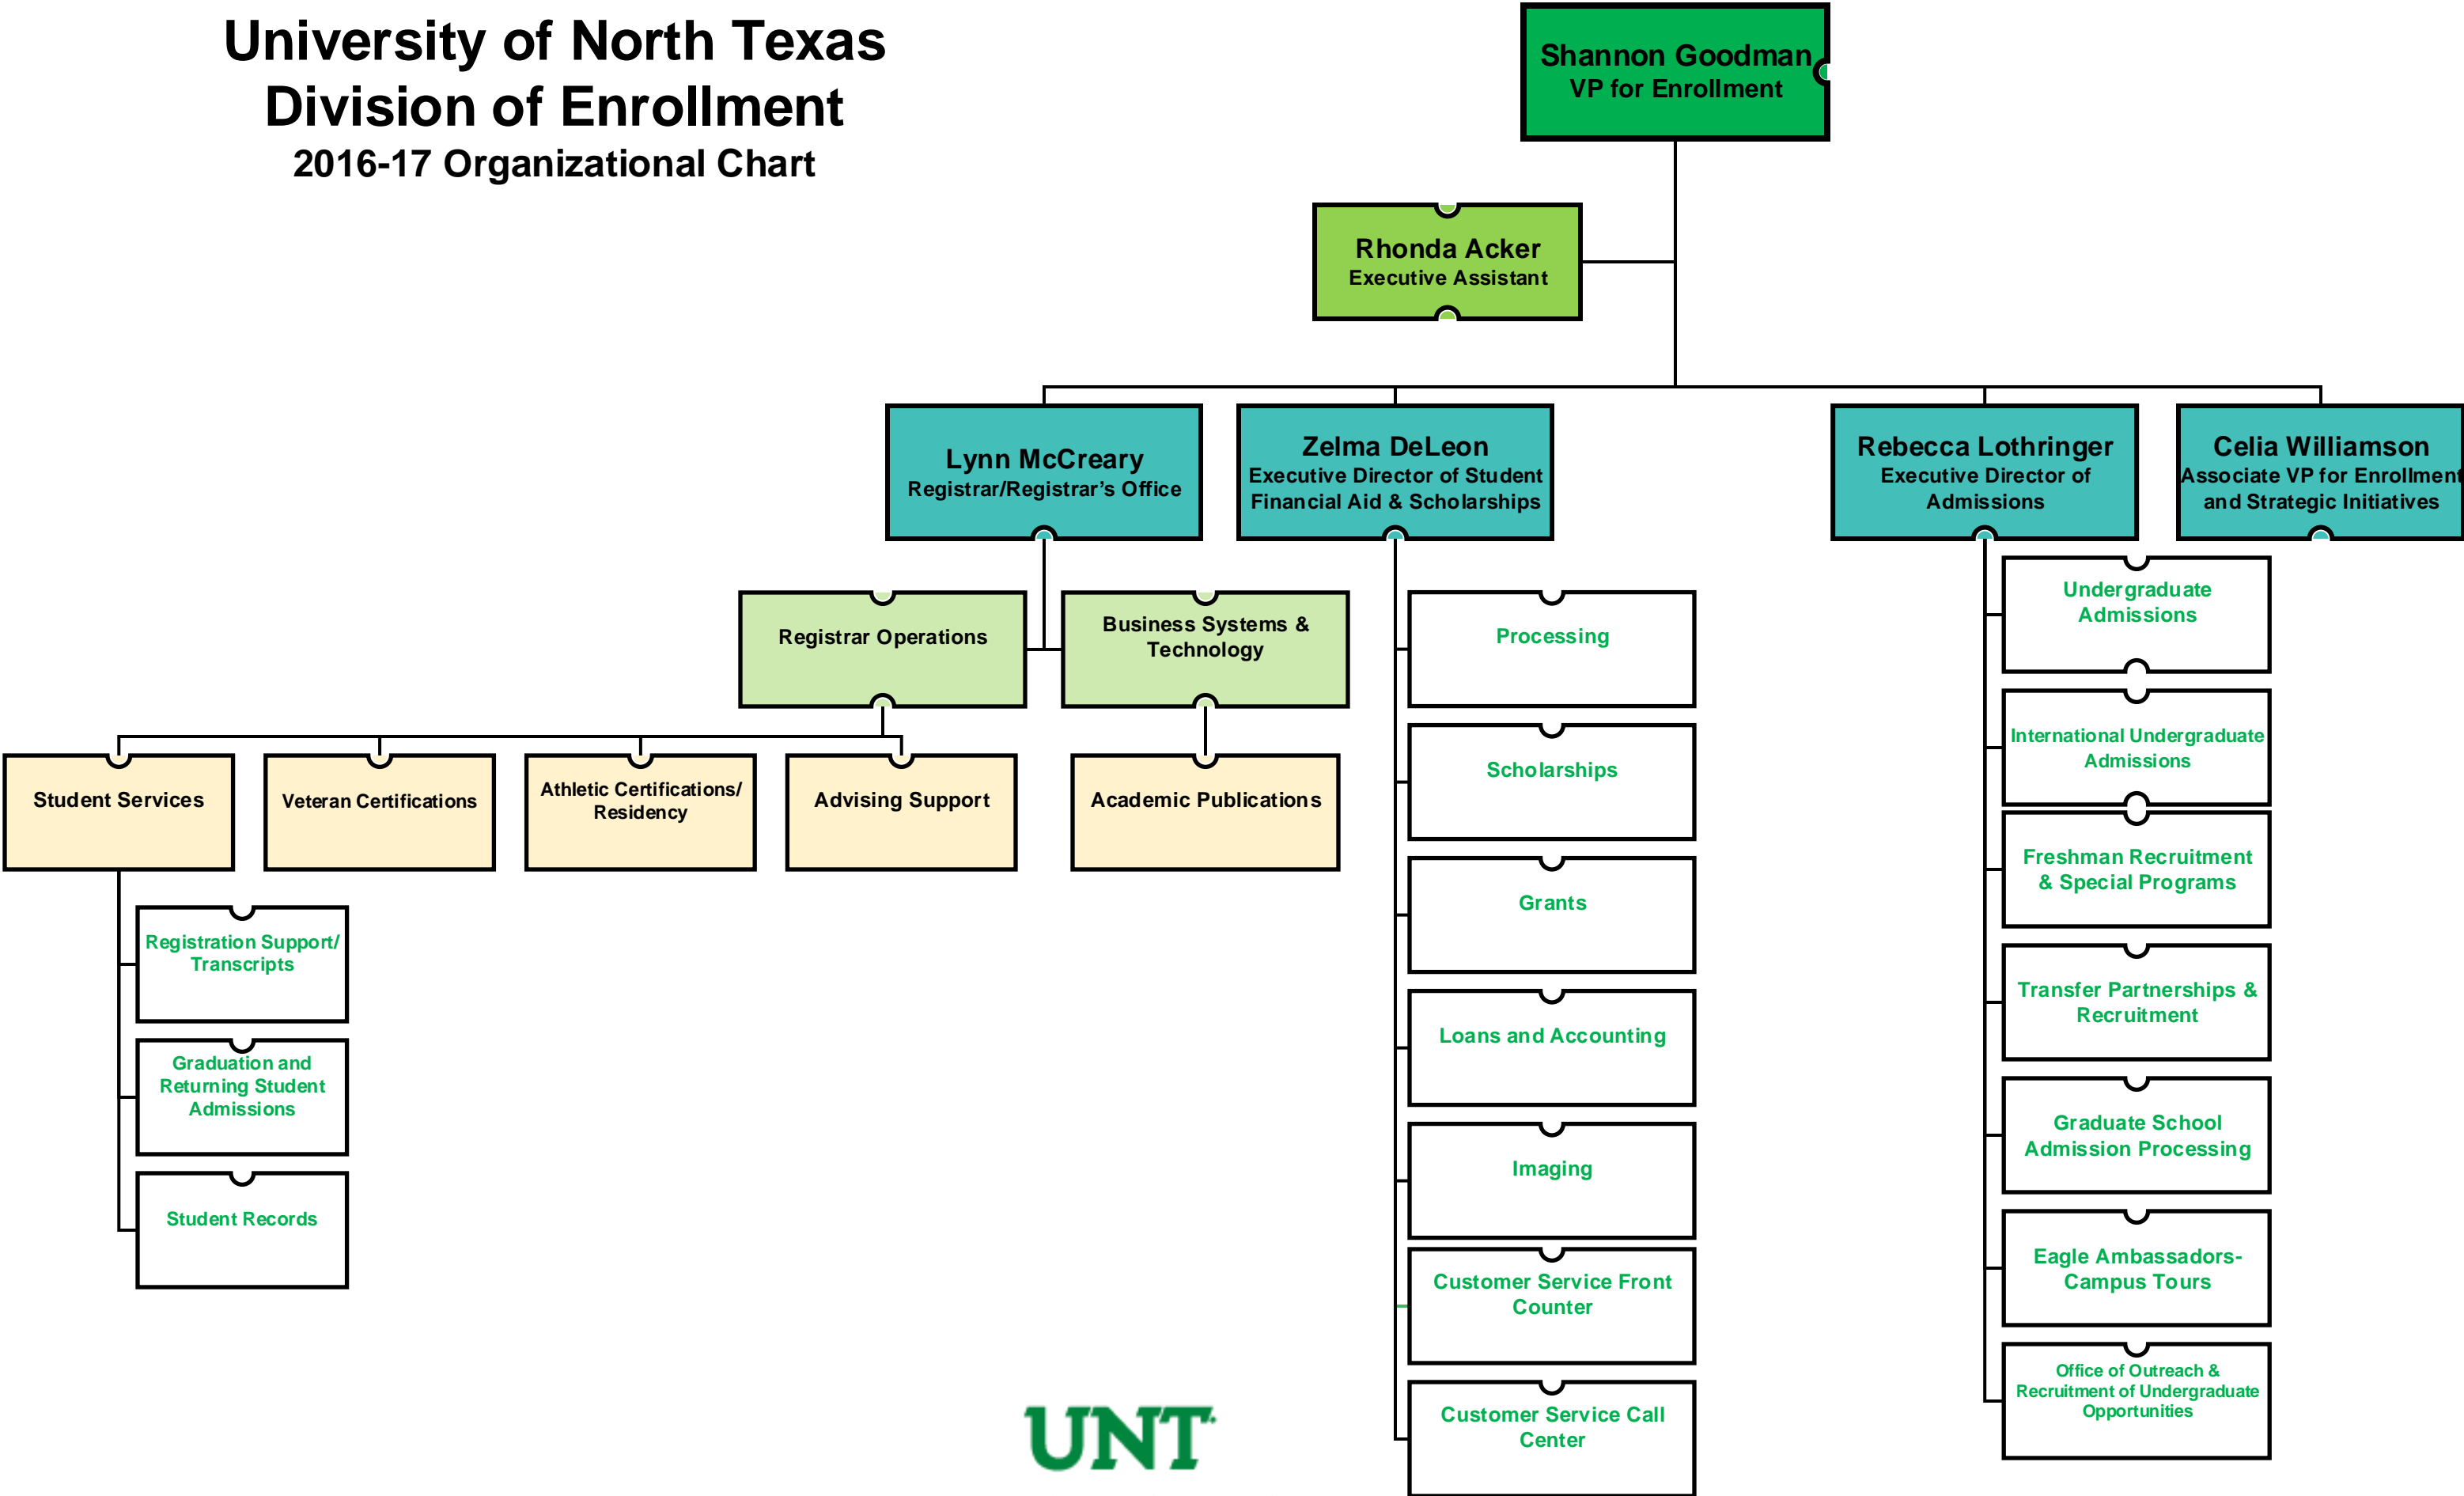 University of North Texas
Division of Enrollment
2016-17 Organizational Chart
Shannon Goodman
VP for Enrollment
Rhonda Acker
Executive Assistant
Lynn McCreary
Registrar/Registrar’s Office
Zelma DeLeon
Executive Director of Student
Financial Aid & Scholarships
Rebecca Lothringer
Executive Director of
Admissions
Celia Williamson
Associate VP for Enrollment
and Strategic Initiatives
Registrar Operations
Business Systems &
Technology
Student Services
Veteran Certifications
Athletic Certifications/
Residency
Advising Support
Academic Publications
Registration Support/
Transcripts
Graduation and
Returning Student
Admissions
Student Records
Processing
Scholarships
Grants
Loans and Accounting
Imaging
Customer Service Front
Counter
Customer Service Call
Center
Undergraduate
Admissions
International Undergraduate
Admissions
Freshman Recruitment
& Special Programs
Transfer Partnerships &
Recruitment
Graduate School
Admission Processing
Eagle Ambassadors-
Campus Tours
Office of Outreach &
Recruitment of Undergraduate
Opportunities
UNT